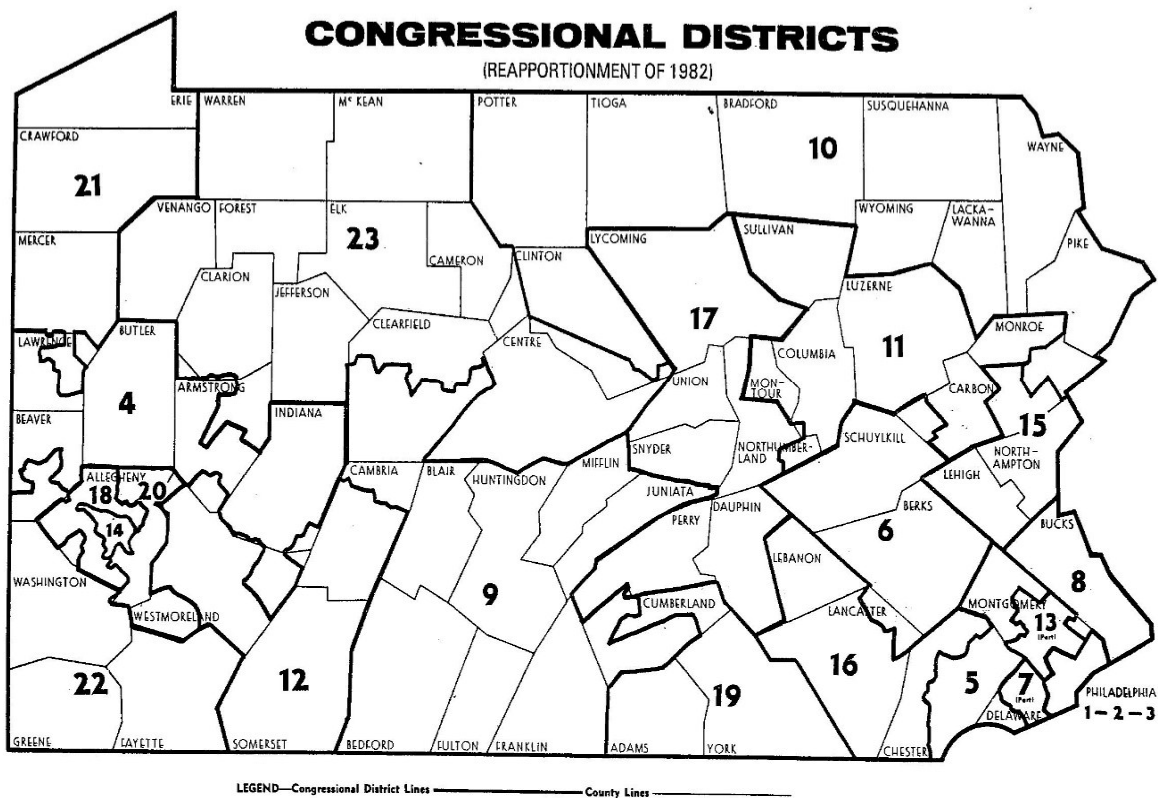 CONGRESSIONAL DISTRICTS
(REAPPORTIONMENT OF 1982)
ERIE
WARREN
Mc KEAN
POTTER
TIOGA
BRADFORD
SUSQUEHANNA
CRAWFORD
WAYNE
10
21
VENANGO
FOREST
ELK
WYOMING
LACKA-
WANNA
MERCER
23
LYCOMING
SULLIVAN
PIKE
CLARION
CAMERON
CLINTON
JEFFERSON
LUZERNE
BUTLER
CLEARFIELD
17
MONROE
LAWRENCE
CENTRE
11
COLUMBIA
ARMSTRONG
UNION
MON-
TOUR
CARBON
4
INDIANA
BEAVER
15
SCHUYLKILL
SNYDER
NORTHUMBER-
LAND
NORTH-
AMPTON
CAMBRIA
BLAIR
HUNTINGDON
MIFFLIN
LEHIGH
ALLEGHENY
18
20
JUNIATA
DAUPHIN
BERKS
14
PERRY
6
BUCKS
LEBANON
WASHINGTON
9
8
CUMBERLAND
LANCASTER
MONTGOMERY
WESTMORELAND
13
(Part)
16
22
12
19
5
7
(Part)
PHILADELPHIA
1-2-3
DELAWARE
GREENE
FAYETTE
SOMERSET
BEDFORD
FULTON
FRANKLIN
ADAMS
YORK
CHESTER
LEGEND—Congressional District Lines
County Lines